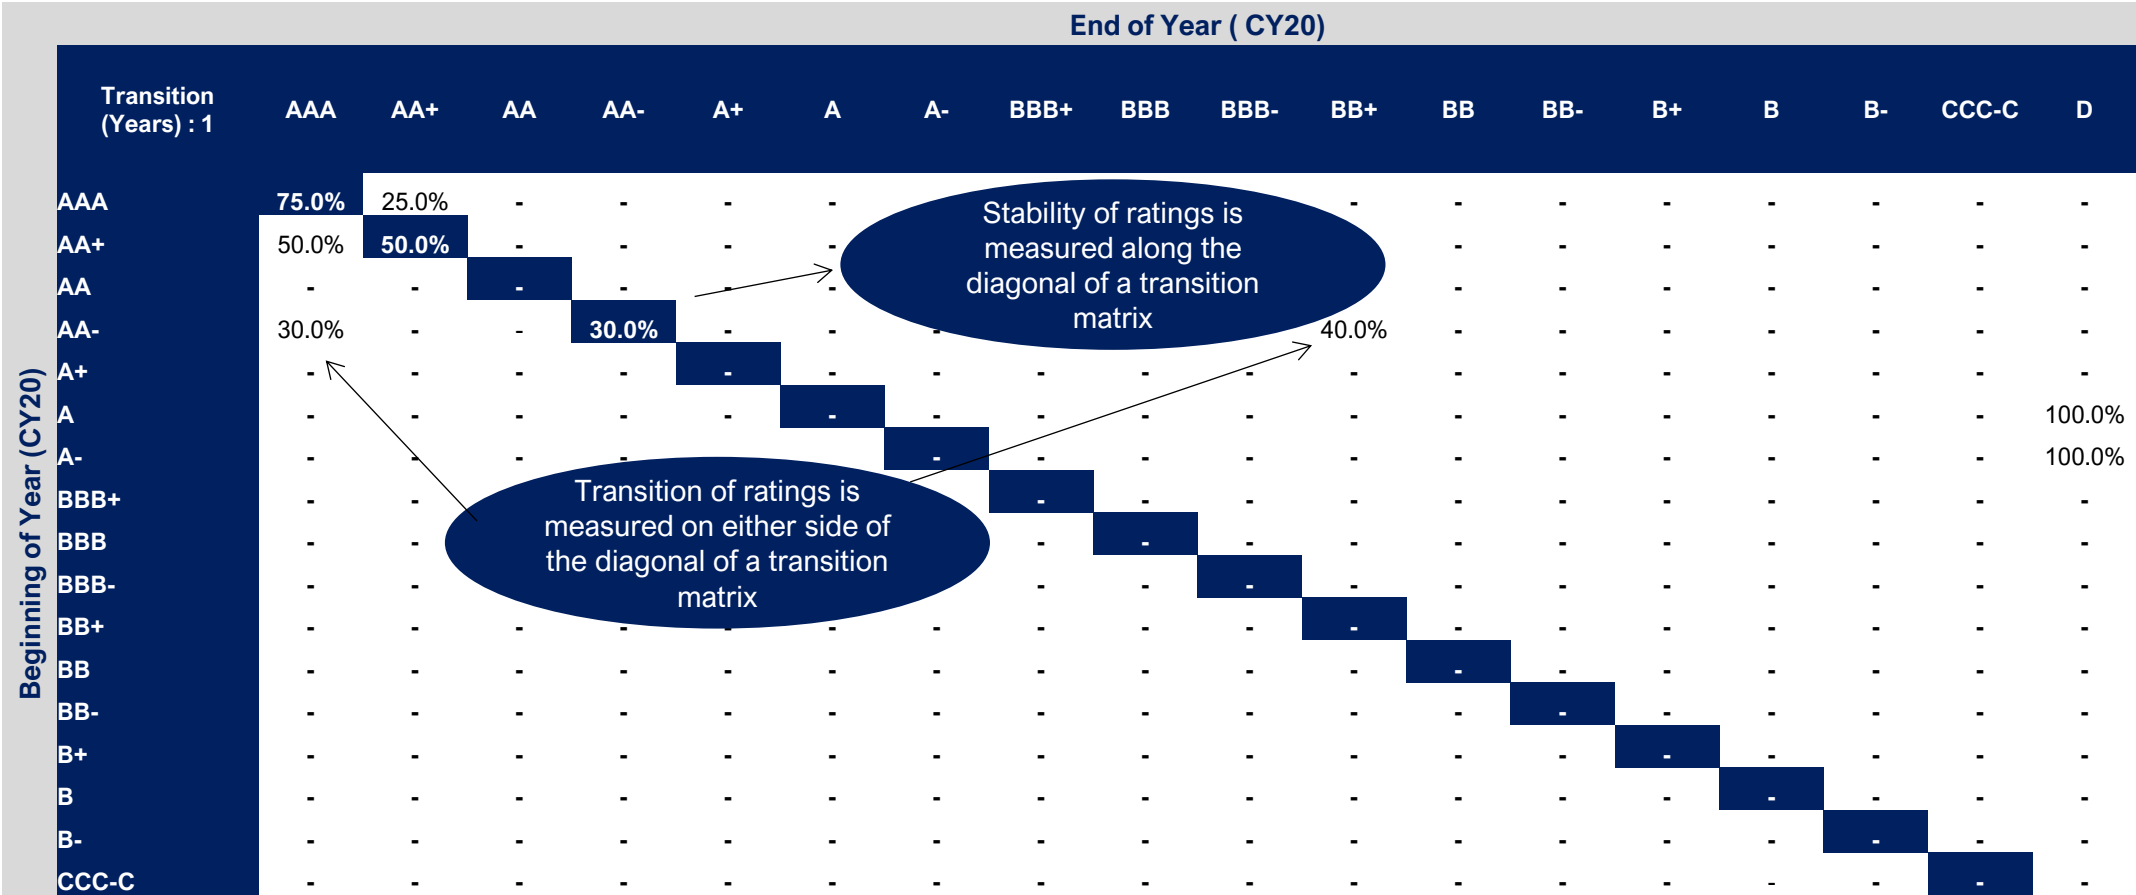 End of Year ( CY20)
Transition
(Years) : 1 AAA AA+ AA AA- A+ A A- BBB+ BBB BBB- BB+ BB BB- B+ B B- CCC-C D
Beginning of Year (CY20)
AAA 75.0% 25.0% - - - - - - - - - - - -
AA+ 50.0% 50.0% - - - - - - - - - - -
AA - - - - - - - - - - - - -
AA- 30.0% - - 30.0% - - - 40.0% - - - - - - -
A+ - - - - - - - - - - - - - - - - - -
A - - - - - - - - - - - - - - - - - 100.0%
A- - - - - - - - - - - - - - - - - - 100.0%
BBB+ - - - - - - - - - - - - -
BBB - - - - - - - - - - - - -
BBB- - - - - - - - - - - - - -
BB+ - - - - - - - - - - - - - - - - - -
BB - - - - - - - - - - - - - - - - - -
BB- - - - - - - - - - - - - - - - - - -
B+ - - - - - - - - - - - - - - - - - -
B - - - - - - - - - - - - - - - - - -
B- - - - - - - - - - - - - - - - - - -
CCC-C - - - - - - - - - - - - - - - - - -
Stability of ratings is
measured along the
diagonal of a transition
matrix
Transition of ratings is
measured on either side of
the diagonal of a transition
matrix